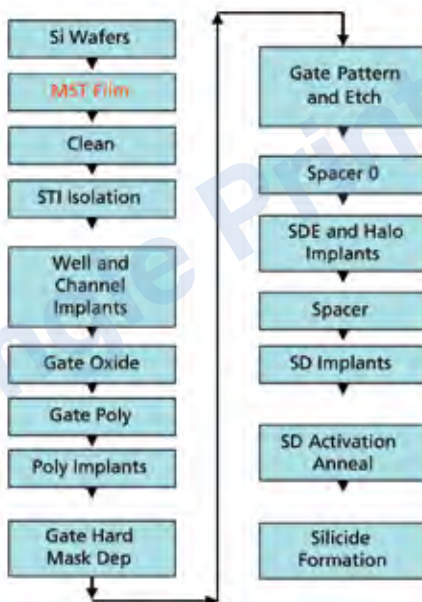 Si Wafers
MST Film
Clean
STI Isolation
Well and
Channel
Implants
Gate Oxide
Gate Poly
Poly Implants
Gate Hard
Mask Dep
Gate Pattern
and Etch
Spacer 0
SDE and Halo
Implants
Spacer
SD Implants
SD Activation
Anneal
Silicide
Formation